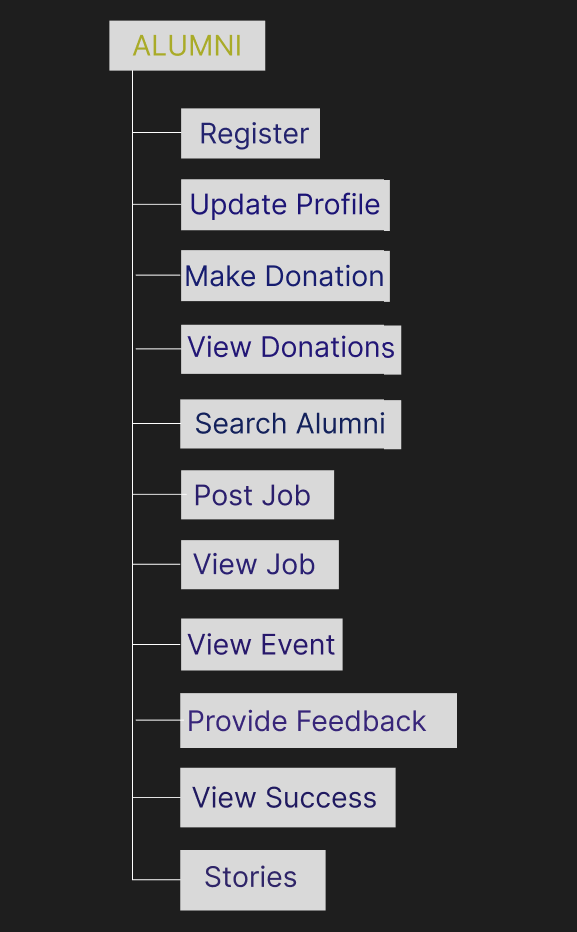 ALUMNI
Register
Update Profile
Make Donation
View Donations
Search Alumni
Post Job
View Job
View Event
Provide Feedback
View Success
Stories